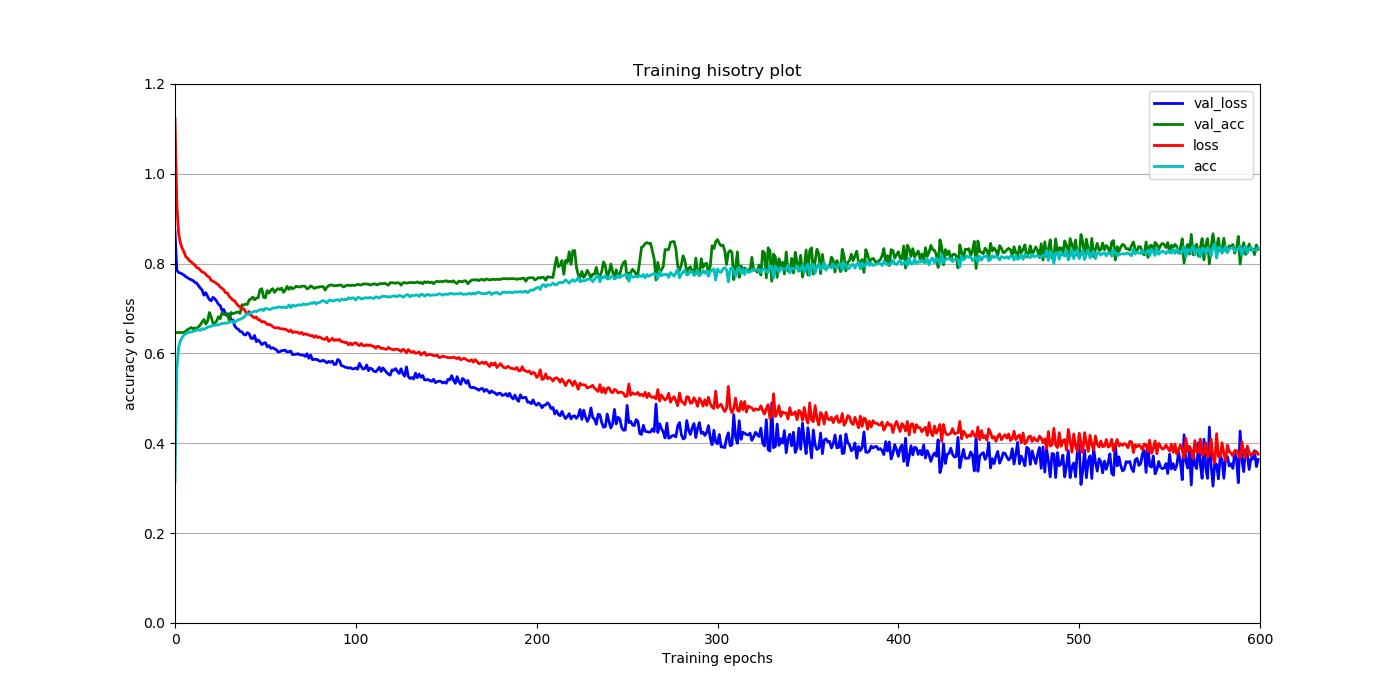 Training hisotry plot
1.2
1.0
0.8
0.6
0.4
0.2
0.0
accuracy or loss
val_loss
val_acc
loss
acc
0 100 200 300 400 500 600
Training epochs